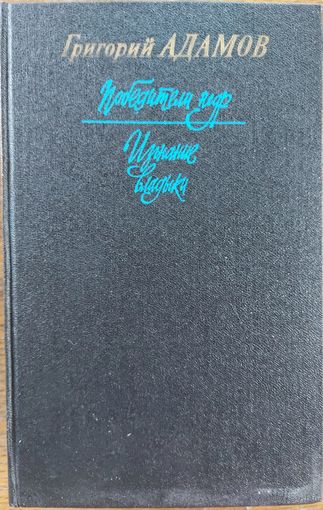 Григорий АДАМОВ
Победители недр
Изгнание
владыки